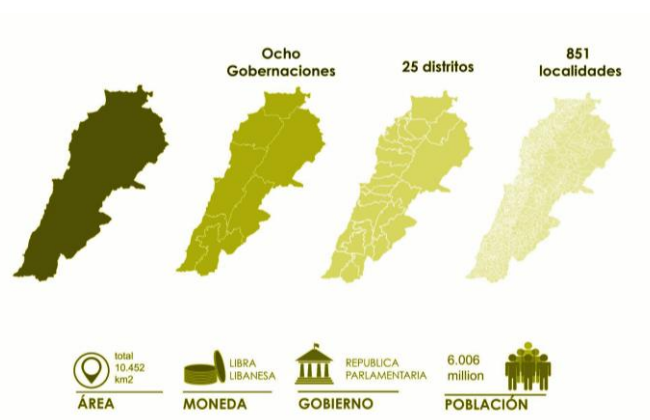 Ocho
Gobernaciones
25 distritos
851
localidades
total
10.452
km2
ÁREA
LIBRA
LIBANESA
MONEDA
REPUBLICA
PARLAMENTARIA
GOBIERNO
6.006
million
POBLACIÓN